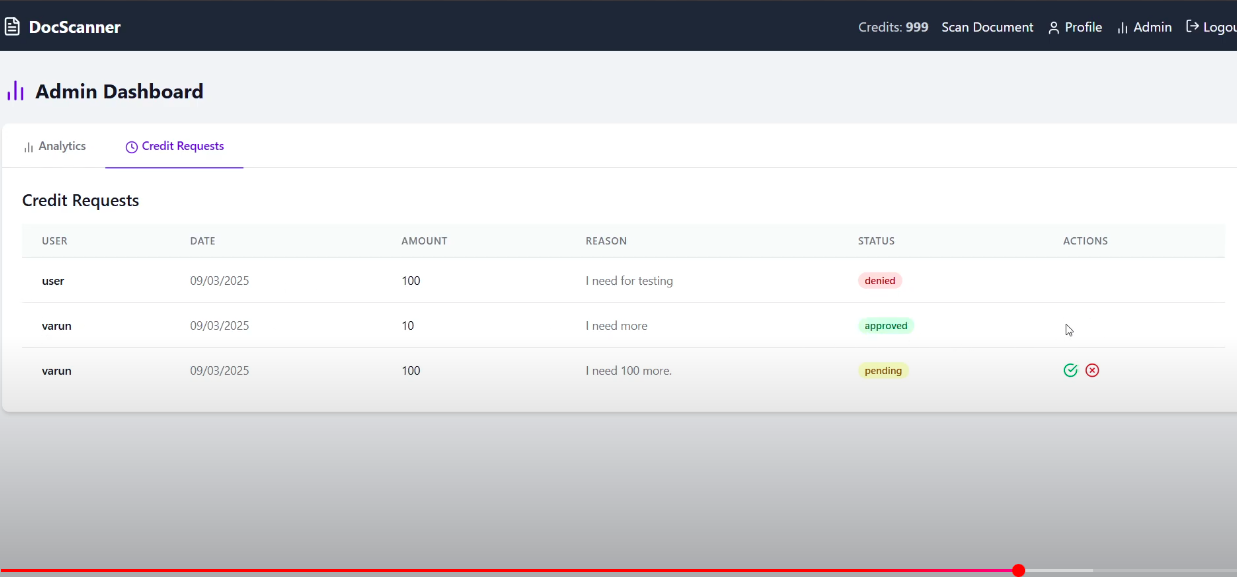 DocScanner Credits: 999 Scan Document Profile Admin Logou
Admin Dashboard
Analytics Credit Requests
Credit Requests
USER DATE AMOUNT REASON STATUS ACTIONS
user 09/03/2025 100 I need for testing denied
varun 09/03/2025 10 I need more approved
varun 09/03/2025 100 I need 100 more. pending